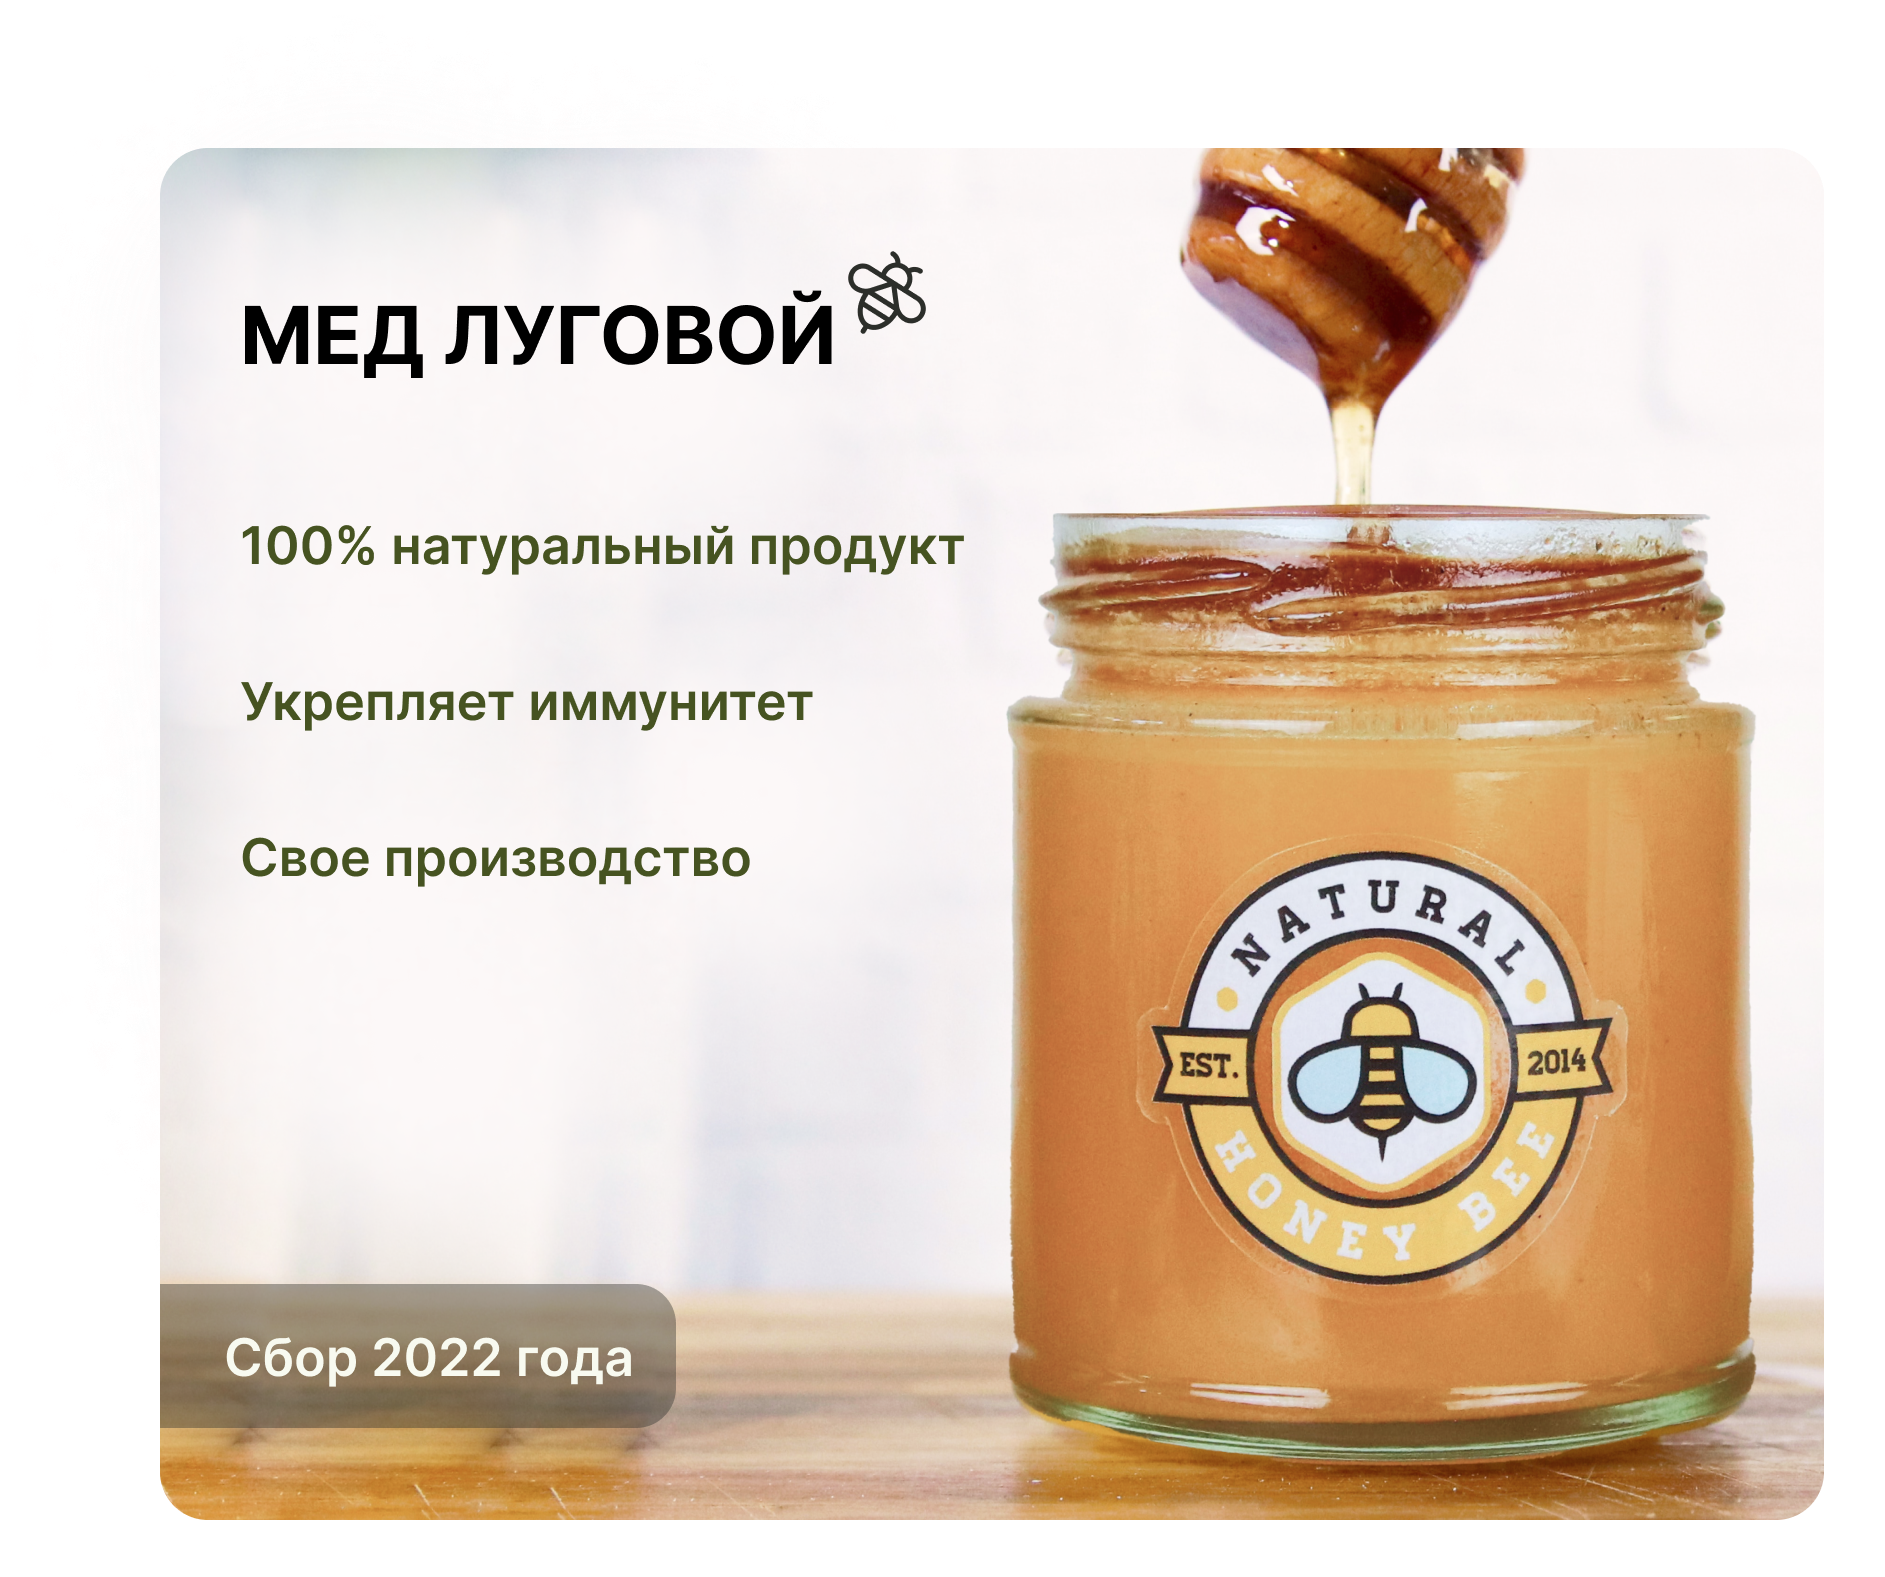 МЕД ЛУГОВОЙ
100% натуральный продукт
Укрепляет иммунитет
Свое производство
NATURAL
EST. 2014
HONEY BEE
Сбор 2022 года